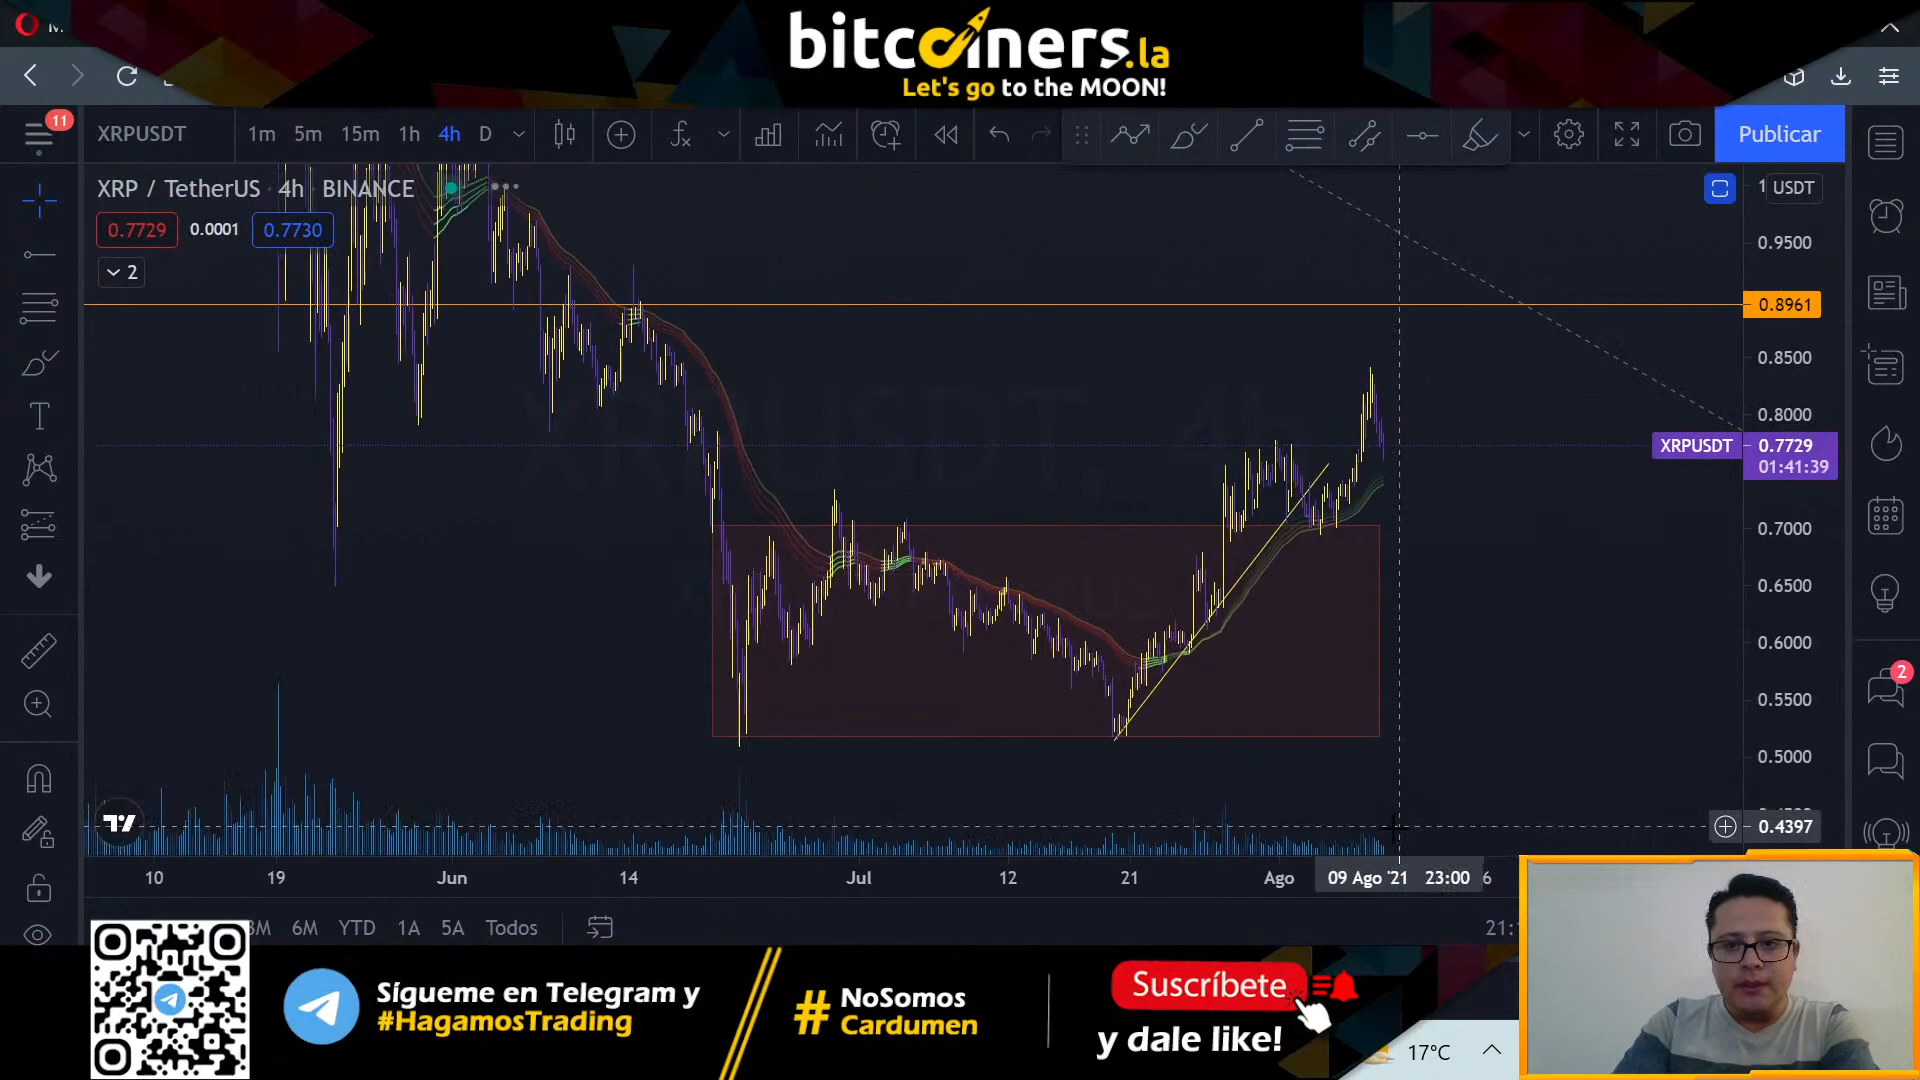 bitcoiners.la
Let's go to the MOON!
11
XRPUSDT
1m 5m 15m 1h 4h D
Publicar
XRP / TetherUS · 4h · BINANCE
0.7729 0.0001 0.7730
2
1 USDT
0.9500
0.8961
0.8500
0.8000
XRPUSDT 0.7729
01:41:39
0.7000
0.6500
0.6000
0.5500
0.5000
0.4397
2
10 19 Jun 14 Jul 12 21 Ago 09 Ago '21 23:00 6
3M 6M YTD 1A 5A Todos
21:
Sígueme en Telegram y
#HagamosTrading
# NoSomos
Cardumen
Suscríbete
y dale like!
17°C